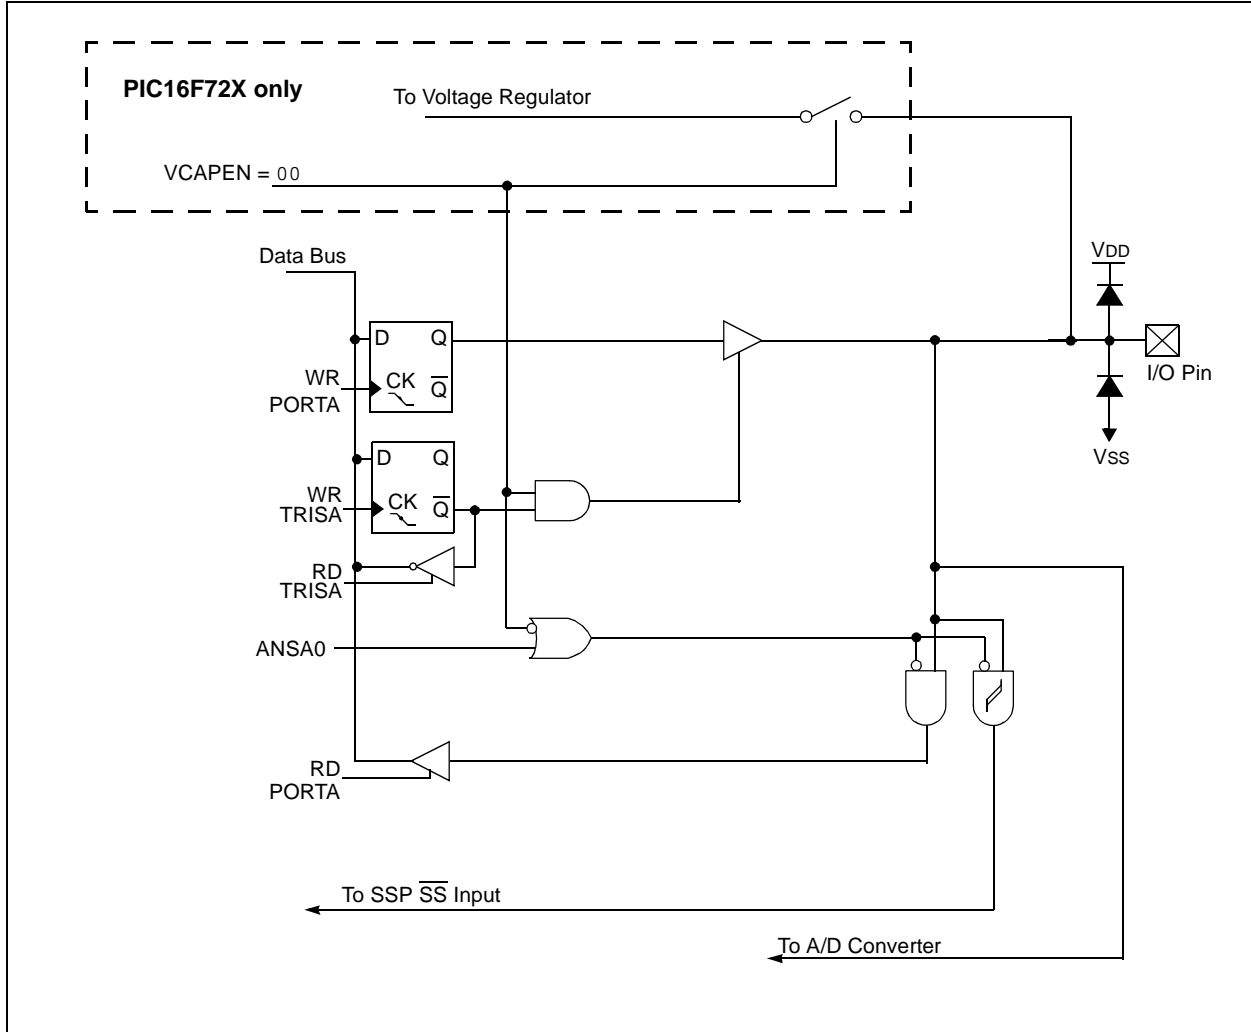 PIC16F72X only
To Voltage Regulator
VCAPEN = 00
Data Bus
VDD
D Q
CK Q̅
WR
PORTA
I/O Pin
VSS
D Q
CK Q̅
WR
TRISA
RD
TRISA
ANSA0
RD
PORTA
To SSP S̅S̅ Input
To A/D Converter